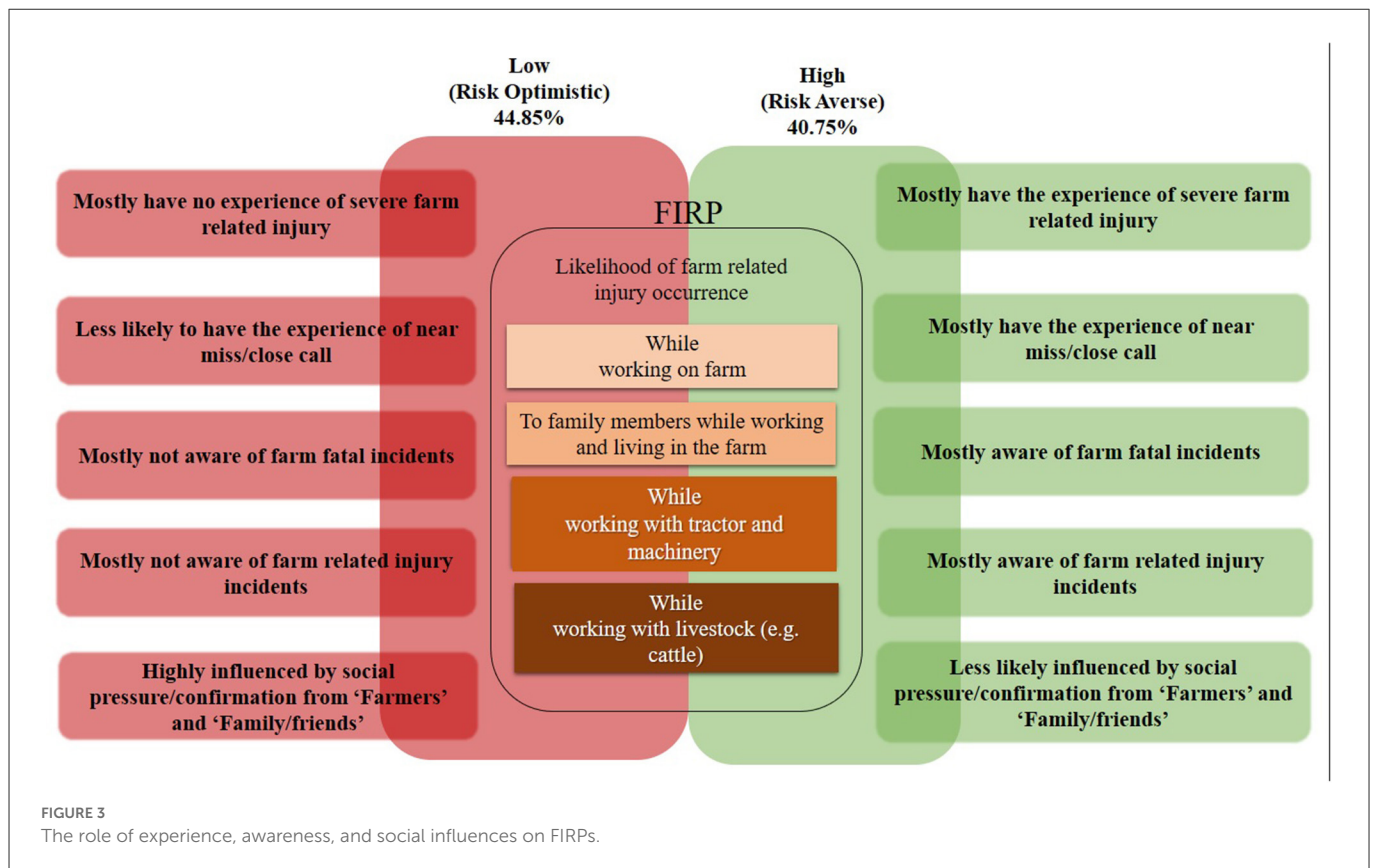 Low
(Risk Optimistic)
44.85%
High
(Risk Averse)
40.75%
Mostly have no experience of severe farm
related injury
Less likely to have the experience of near
miss/close call
Mostly not aware of farm fatal incidents
Mostly not aware of farm related injury
incidents
Highly influenced by social
pressure/confirmation from ‘Farmers’
and ‘Family/friends’
FIRP
Likelihood of farm related
injury occurrence
While
working on farm
To family members while working
and living in the farm
While
working with tractor and
machinery
While
working with livestock (e.g.
cattle)
Mostly have the experience of severe farm
related injury
Mostly have the experience of near
miss/close call
Mostly aware of farm fatal incidents
Mostly aware of farm related injury
incidents
Less likely influenced by social
pressure/confirmation from ‘Farmers’ and
‘Family/friends’
FIGURE 3
The role of experience, awareness, and social influences on FIRPs.